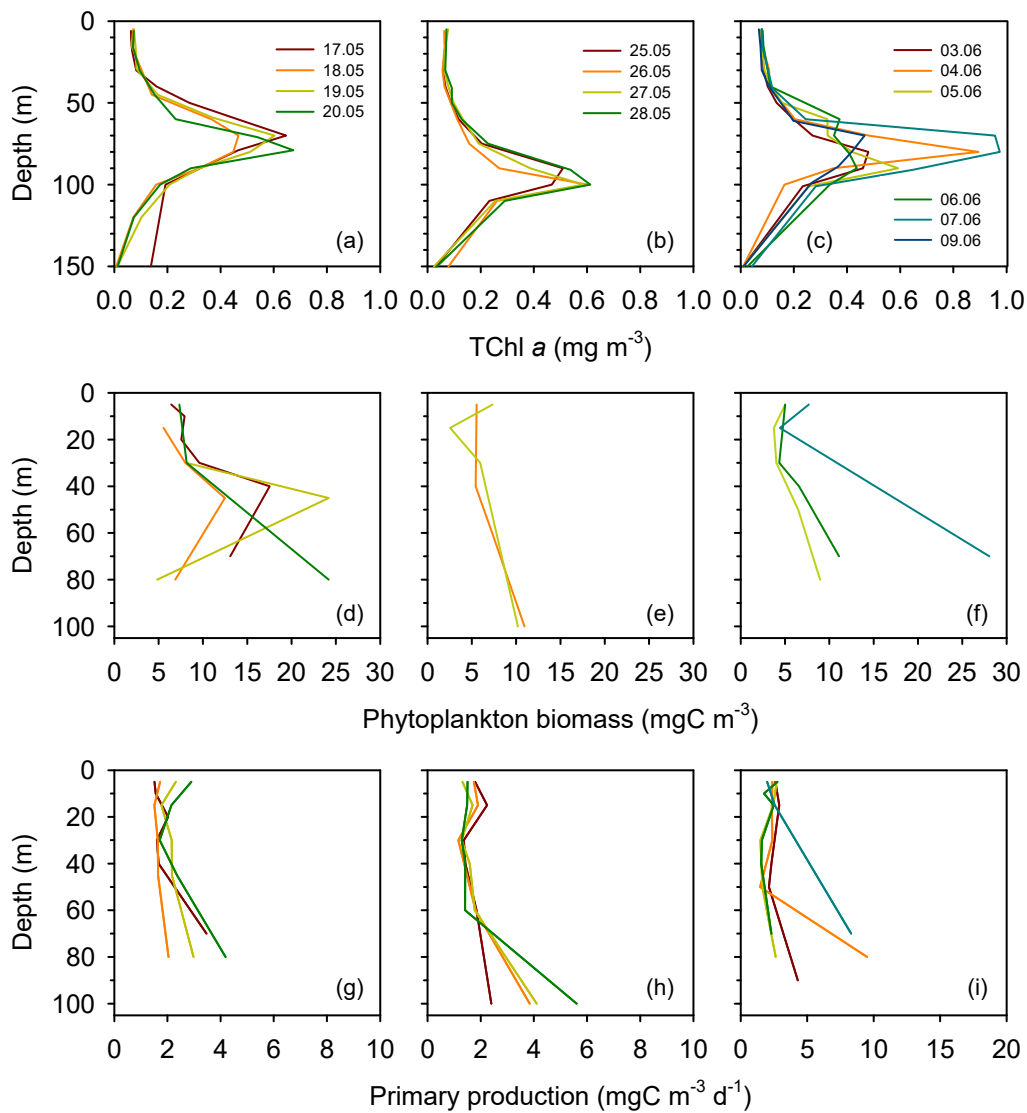 0
50
100
150
Depth (m)
17.05
18.05
19.05
20.05
(a)
0.0 0.2 0.4 0.6 0.8 1.0
25.05
26.05
27.05
28.05
(b)
0.0 0.2 0.4 0.6 0.8 1.0
03.06
04.06
05.06
06.06
07.06
09.06
(c)
0.0 0.2 0.4 0.6 0.8 1.0
TChl a (mg m⁻³)
0
20
40
60
80
100
Depth (m)
(d)
0 5 10 15 20 25 30
(e)
0 5 10 15 20 25 30
(f)
0 5 10 15 20 25 30
Phytoplankton biomass (mgC m⁻³)
0
20
40
60
80
100
Depth (m)
(g)
0 2 4 6 8 10
(h)
0 2 4 6 8 10
(i)
0 5 10 15 20
Primary production (mgC m⁻³ d⁻¹)